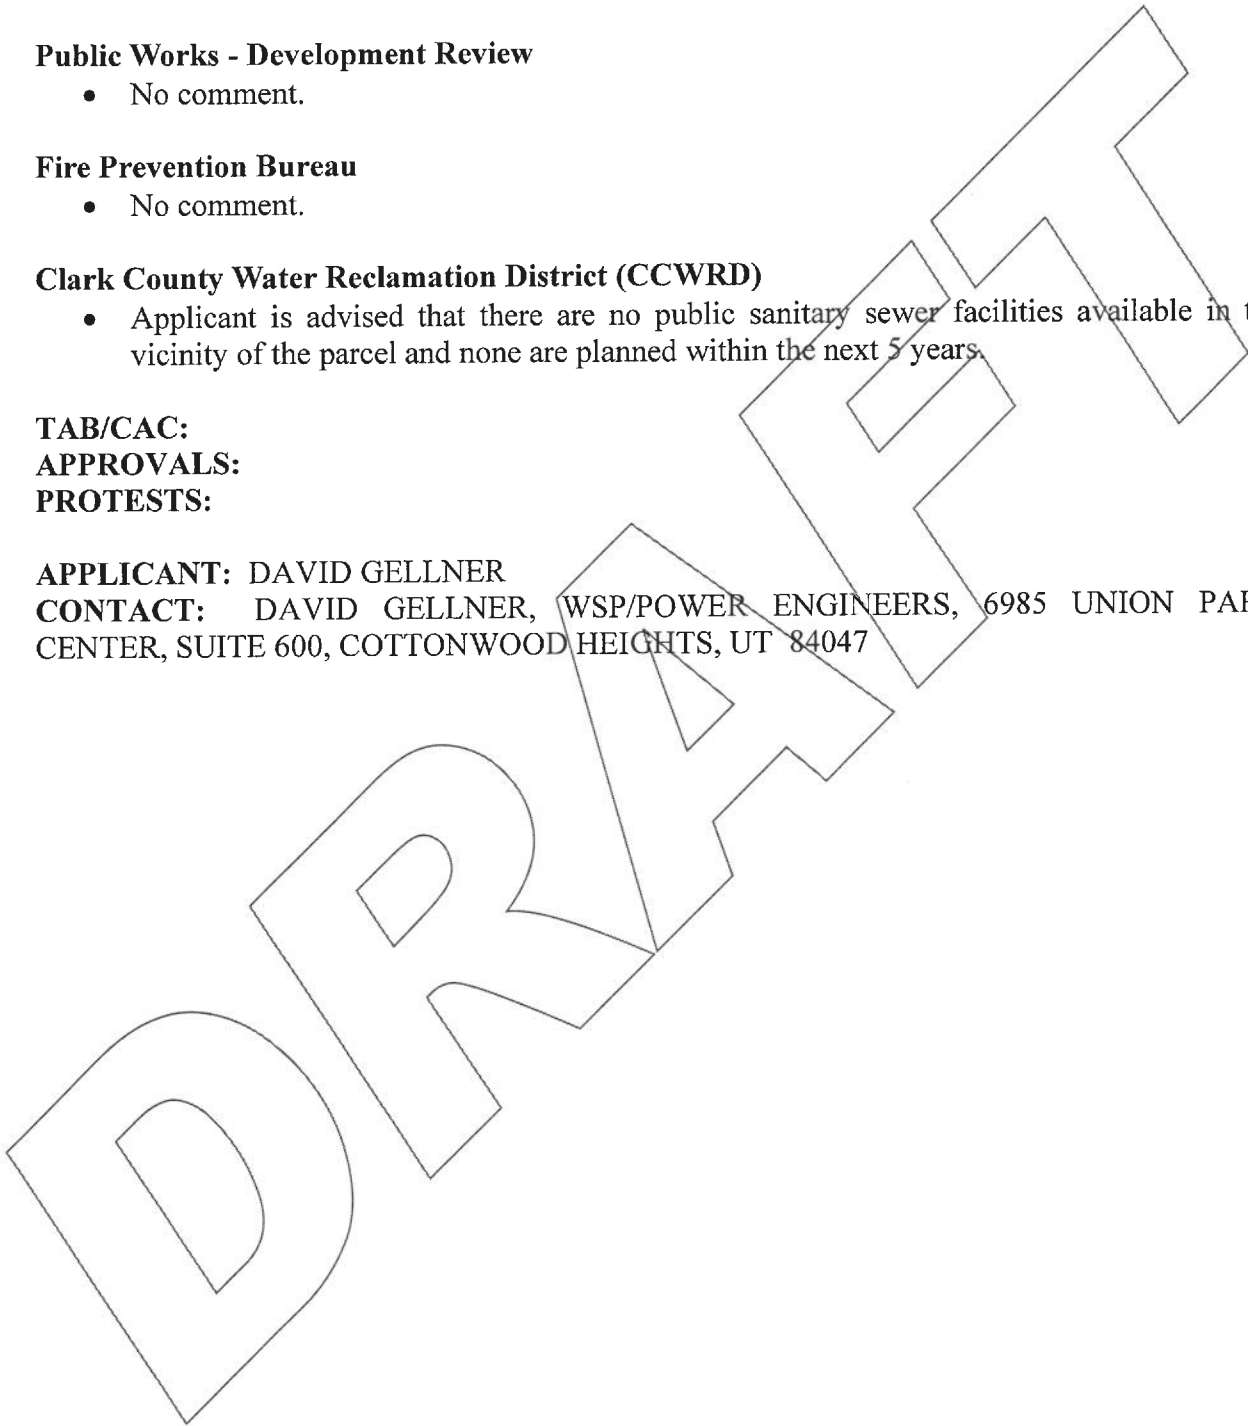 Public Works - Development Review
• No comment.
Fire Prevention Bureau
• No comment.
Clark County Water Reclamation District (CCWRD)
• Applicant is advised that there are no public sanitary sewer facilities available in
vicinity of the parcel and none are planned within the next 5 years.
TAB/CAC:
APPROVALS:
PROTESTS:
APPLICANT: DAVID GELLNER
CONTACT: DAVID GELLNER, WSP/POWER ENGINEERS, 6985 UNION
CENTER, SUITE 600, COTTONWOOD HEIGHTS, UT 84047
DRAFT